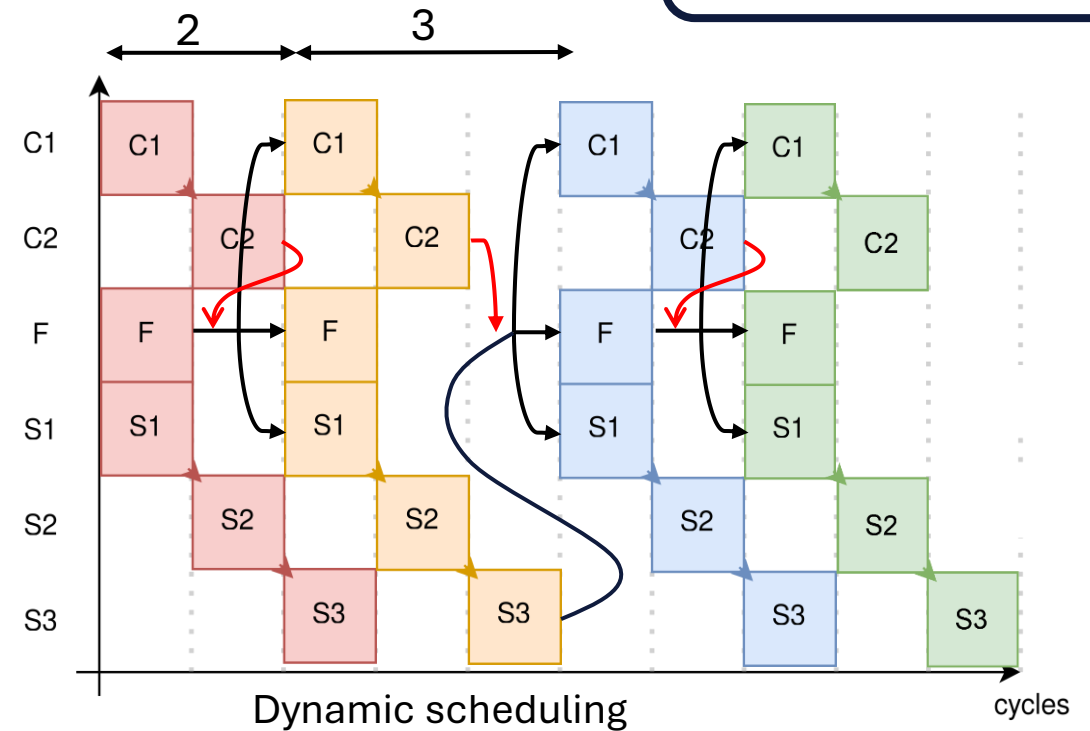 2 3
C1 C1 C1 C1 C1
C2 C2 C2 C2 C2
F F F F F
S1 S1 S1 S1 S1
S2 S2 S2 S2 S2
S3 S3 S3 S3 S3
Dynamic scheduling
cycles